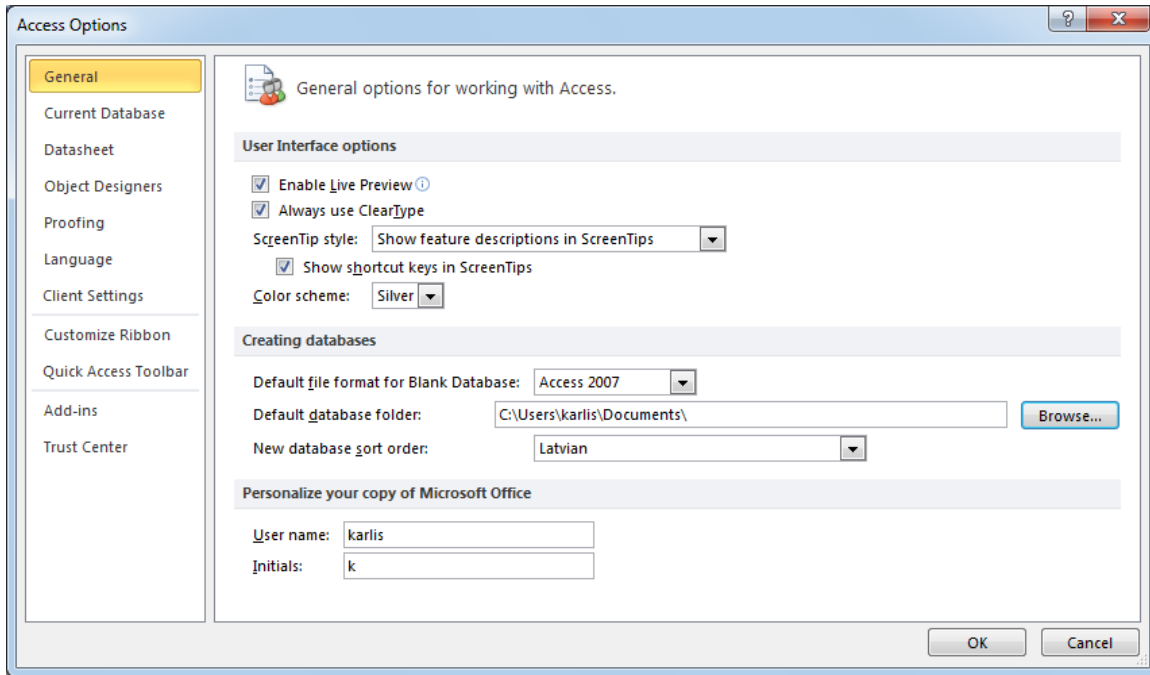 Access Options
General
Current Database
Datasheet
Object Designers
Proofing
Language
Client Settings
Customize Ribbon
Quick Access Toolbar
Add-ins
Trust Center
General options for working with Access.
User Interface options
Enable Live Preview
Always use ClearType
ScreenTip style: Show feature descriptions in ScreenTips
Show shortcut keys in ScreenTips
Color scheme: Silver
Creating databases
Default file format for Blank Database: Access 2007
Default database folder: C:\Users\karlis\Documents\ Browse...
New database sort order: Latvian
Personalize your copy of Microsoft Office
User name: karlis
Initials: k
OK Cancel